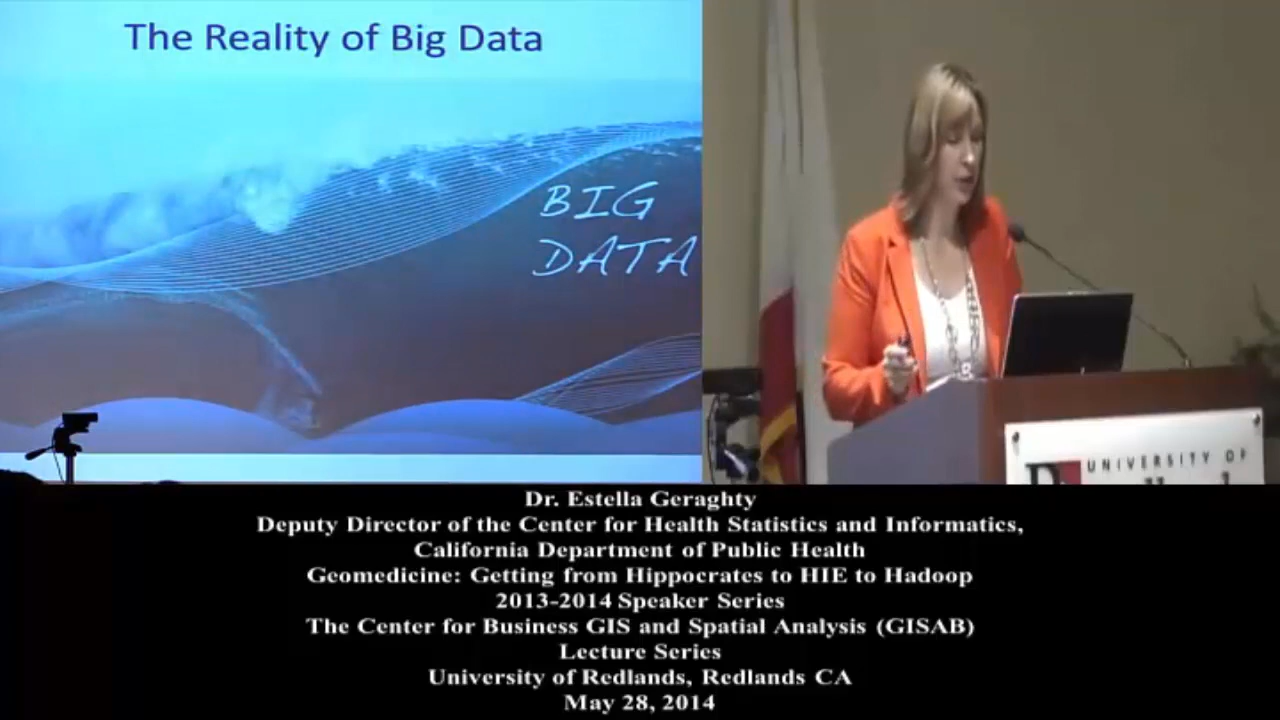 The Reality of Big Data
BIG
DATA
UNIVERSITY OF
Dr. Estella Geraghty
Deputy Director of the Center for Health Statistics and Informatics,
California Department of Public Health
Geomedicine: Getting from Hippocrates to HIE to Hadoop
2013-2014 Speaker Series
The Center for Business GIS and Spatial Analysis (GISAB)
Lecture Series
University of Redlands, Redlands CA
May 28, 2014